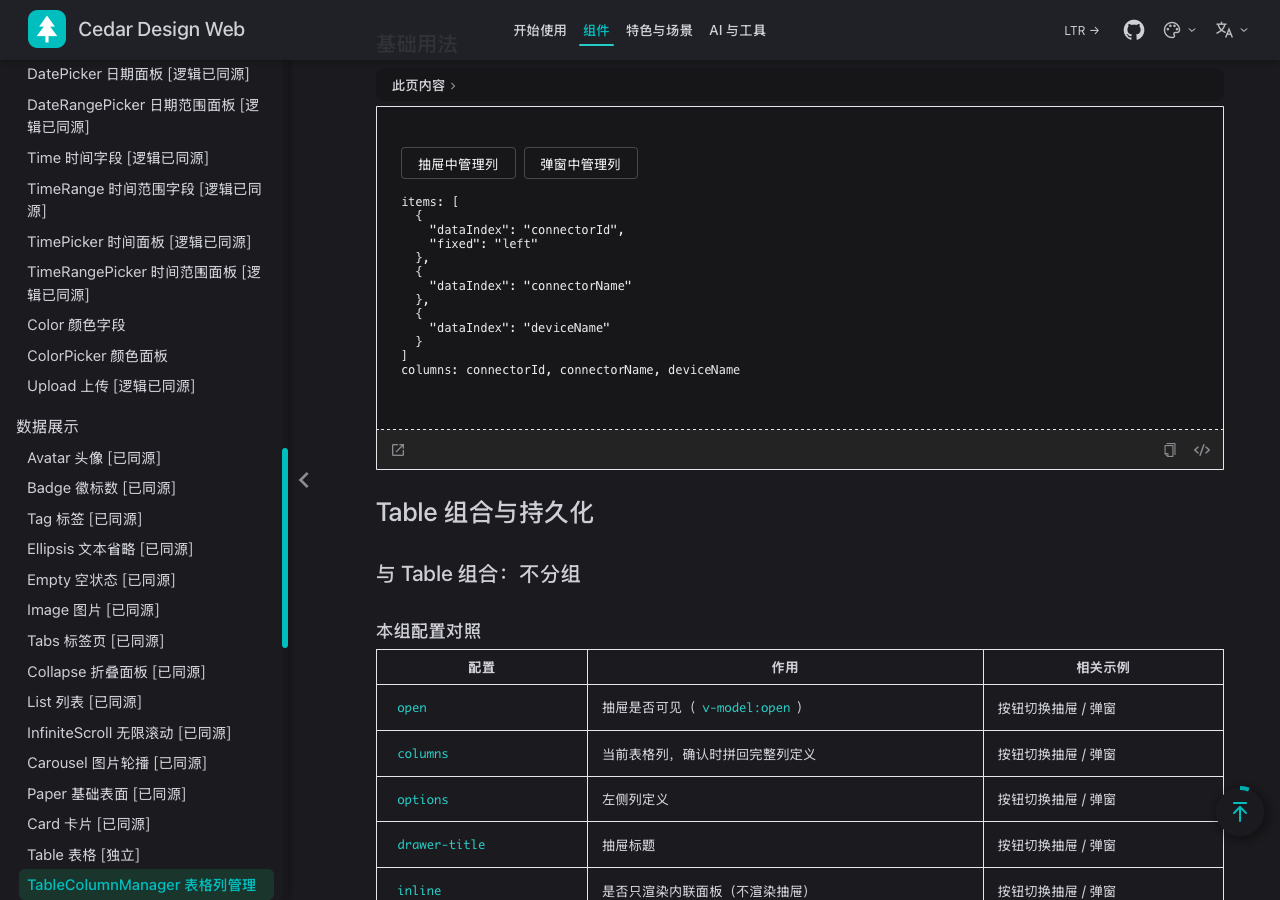 Cedar Design Web
开始使用
组件
特色与场景
AI 与工具
LTR →
DatePicker 日期面板 [逻辑已同源]
DateRangePicker 日期范围面板 [逻
辑已同源]
Time 时间字段 [逻辑已同源]
TimeRange 时间范围字段 [逻辑已同
源]
TimePicker 时间面板 [逻辑已同源]
TimeRangePicker 时间范围面板 [逻
辑已同源]
Color 颜色字段
ColorPicker 颜色面板
Upload 上传 [逻辑已同源]
数据展示
Avatar 头像 [已同源]
Badge 徽标数 [已同源]
Tag 标签 [已同源]
Ellipsis 文本省略 [已同源]
Empty 空状态 [已同源]
Image 图片 [已同源]
Tabs 标签页 [已同源]
Collapse 折叠面板 [已同源]
List 列表 [已同源]
InfiniteScroll 无限滚动 [已同源]
Carousel 图片轮播 [已同源]
Paper 基础表面 [已同源]
Card 卡片 [已同源]
Table 表格 [独立]
TableColumnManager 表格列管理
基础用法
此页内容 ›
抽屉中管理列
弹窗中管理列
items: [
  {
    "dataIndex": "connectorId",
    "fixed": "left"
  },
  {
    "dataIndex": "connectorName"
  },
  {
    "dataIndex": "deviceName"
  }
]
columns: connectorId, connectorName, deviceName
Table 组合与持久化
与 Table 组合：不分组
本组配置对照
配置 作用 相关示例
open 抽屉是否可见（ v-model:open ） 按钮切换抽屉 / 弹窗
columns 当前表格列，确认时拼回完整列定义 按钮切换抽屉 / 弹窗
options 左侧列定义 按钮切换抽屉 / 弹窗
drawer-title 抽屉标题 按钮切换抽屉 / 弹窗
inline 是否只渲染内联面板（不渲染抽屉） 按钮切换抽屉 / 弹窗